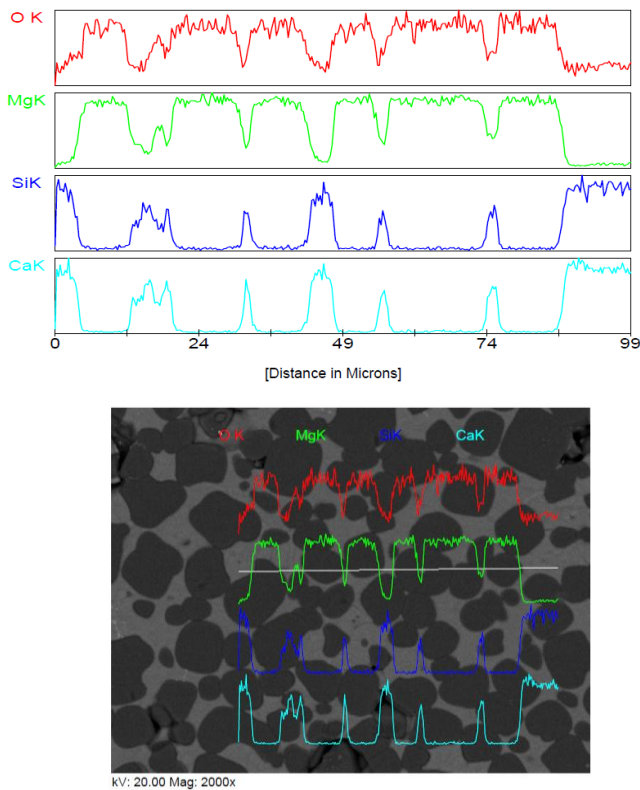 O K
MgK
SiK
CaK
0 24 49 74 99
[Distance in Microns]
O K MgK SiK CaK
kV: 20.00 Mag: 2000x